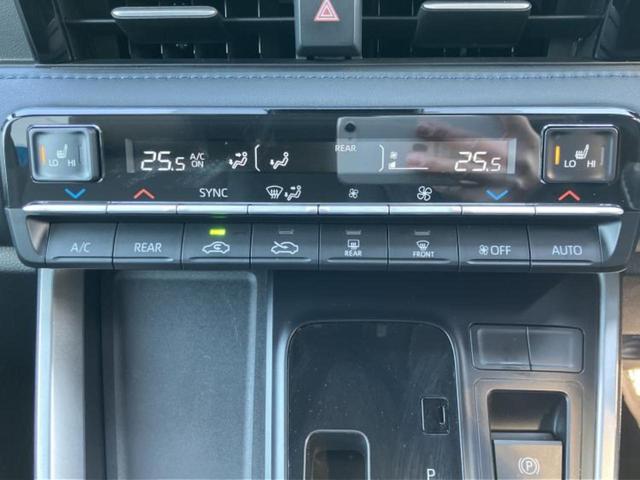 REAR
25.5 A/C ON 25.5
LO HI LO HI
SYNC
A/C REAR REAR FRONT OFF AUTO
P
P